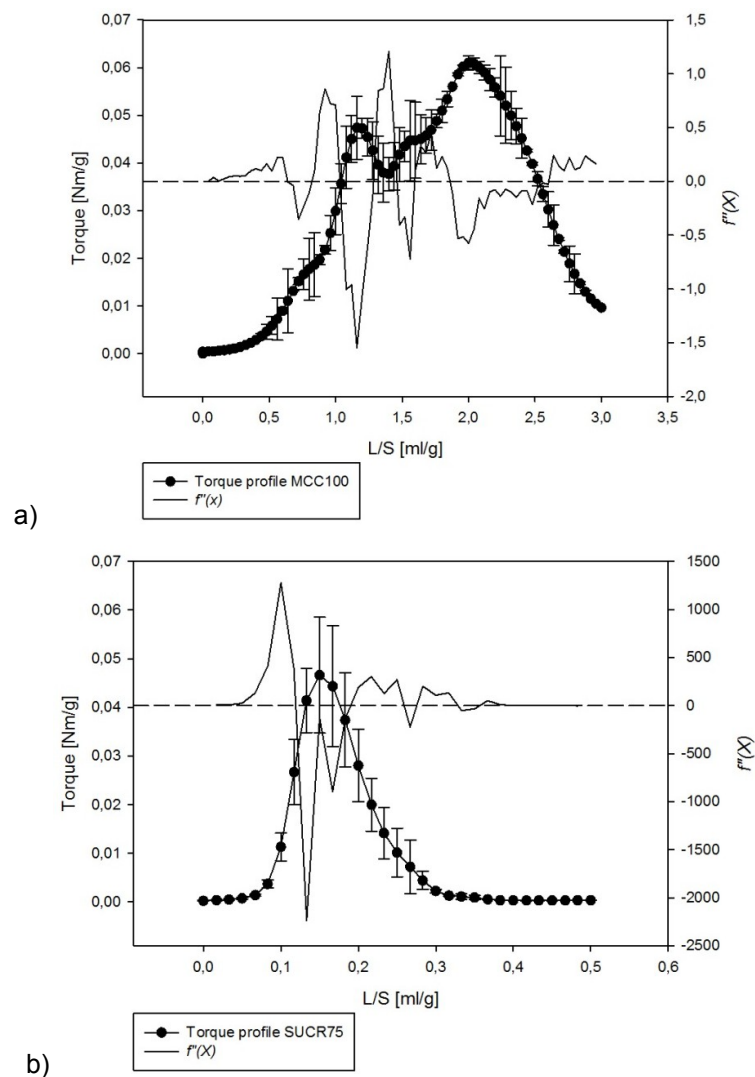 0,07
0,06
0,05
0,04
0,03
0,02
0,01
0,00
Torque [Nm/g]
1,5
1,0
0,5
0,0
-0,5
-1,0
-1,5
-2,0
f''(X)
0,0 0,5 1,0 1,5 2,0 2,5 3,0 3,5
L/S [ml/g]
Torque profile MCC100
f''(x)
a)
0,07
0,06
0,05
0,04
0,03
0,02
0,01
0,00
Torque [Nm/g]
1500
1000
500
0
-500
-1000
-1500
-2000
-2500
f''(X)
0,0 0,1 0,2 0,3 0,4 0,5 0,6
L/S [ml/g]
Torque profile SUCR75
f''(X)
b)